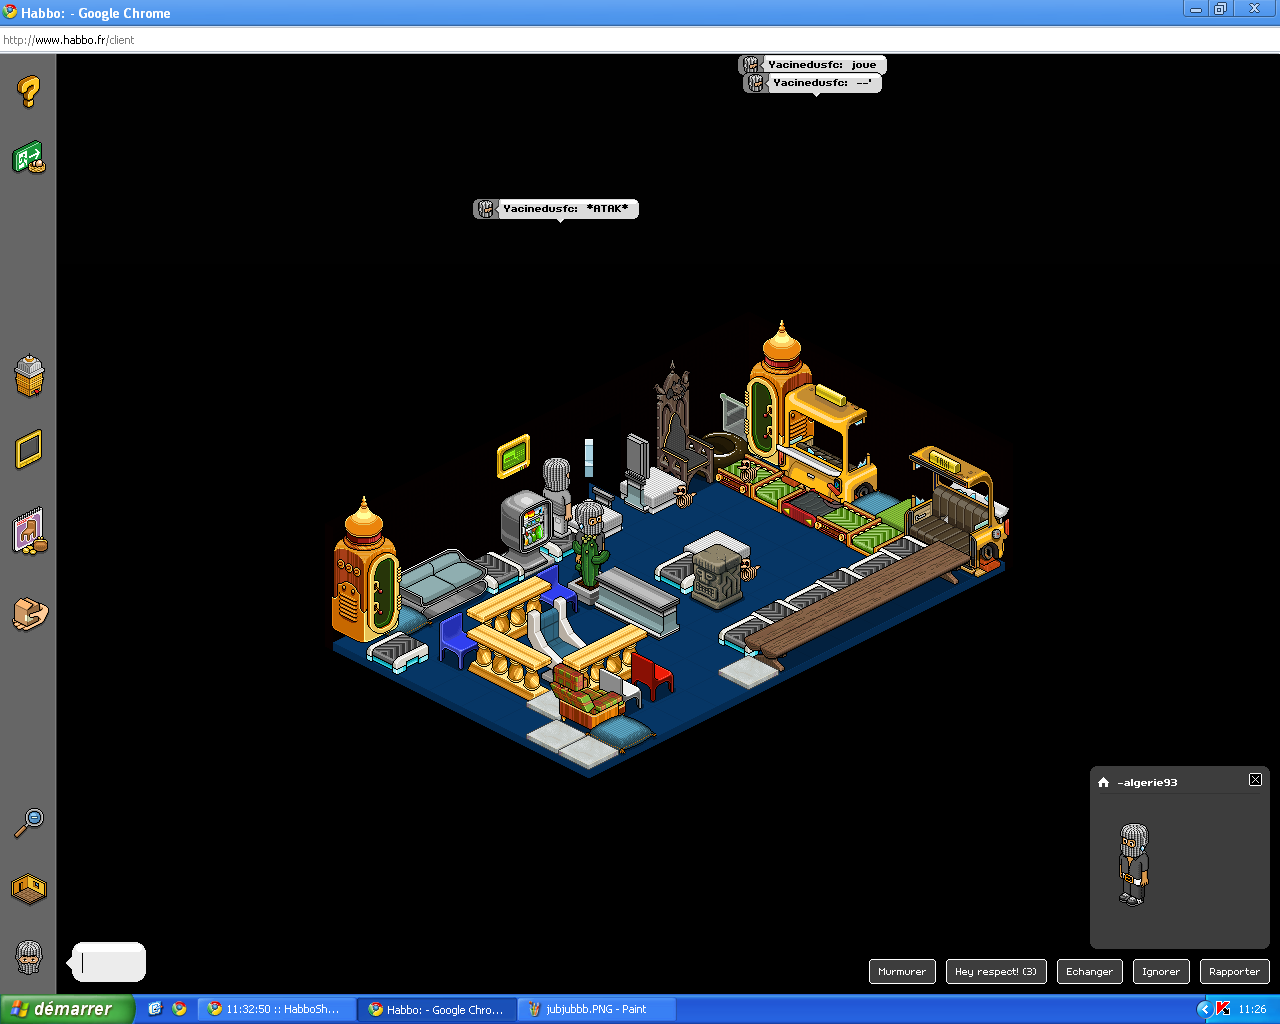 Habbo: - Google Chrome
http://www.habbo.fr/client
Yacinedusfc: joue
Yacinedusfc: --'
Yacinedusfc: *ATAK*
TAXI
-algerie93
Murmurer
Hey respect! (3)
Echanger
Ignorer
Rapporter
démarrer
11:32:50 :: HabboSh...
Habbo: - Google Chro...
jubjubbb.PNG - Paint
11:26